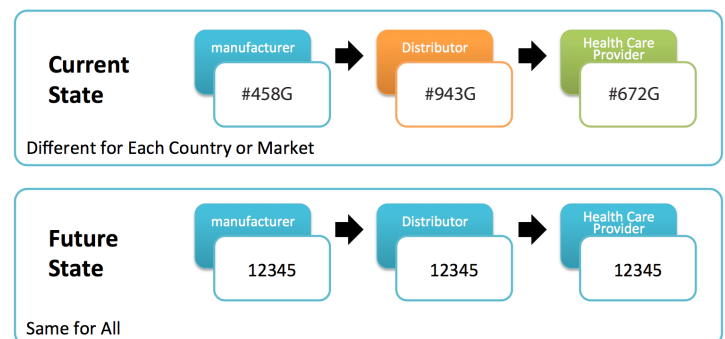 Current
State
manufacturer
#458G
Distributor
#943G
Health Care
Provider
#672G
Different for Each Country or Market
Future
State
manufacturer
12345
Distributor
12345
Health Care
Provider
12345
Same for All